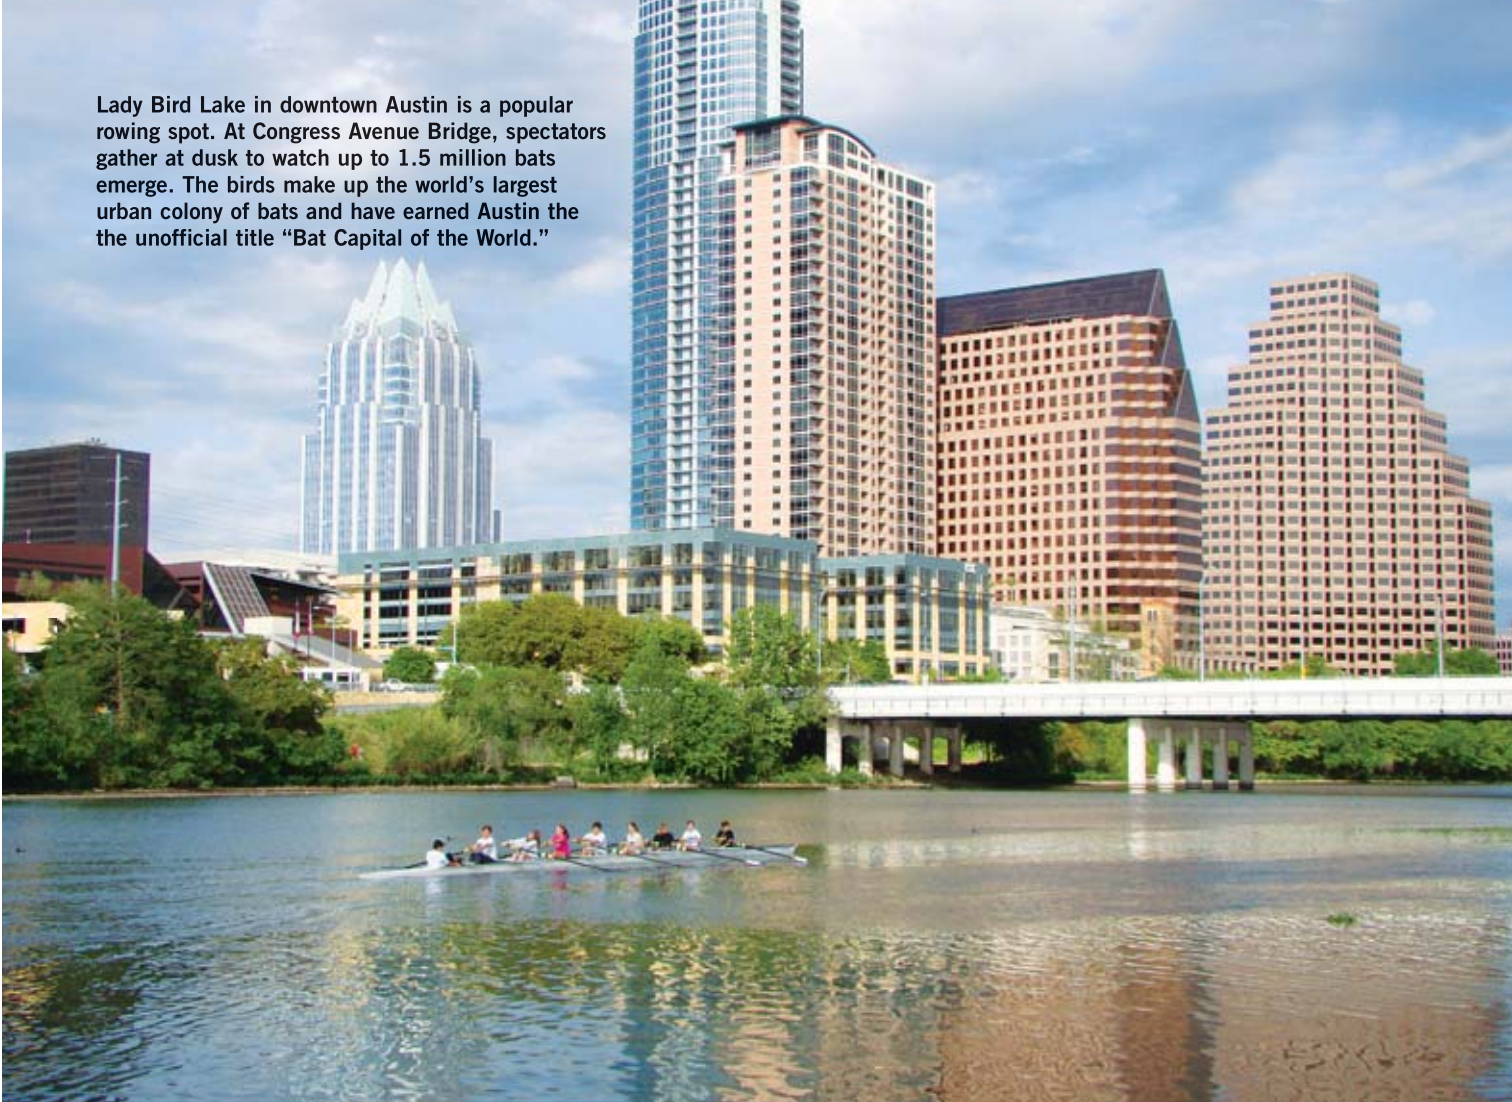 Lady Bird Lake in downtown Austin is a popular
rowing spot. At Congress Avenue Bridge, spectators
gather at dusk to watch up to 1.5 million bats
emerge. The birds make up the world’s largest
urban colony of bats and have earned Austin the
the unofficial title “Bat Capital of the World.”